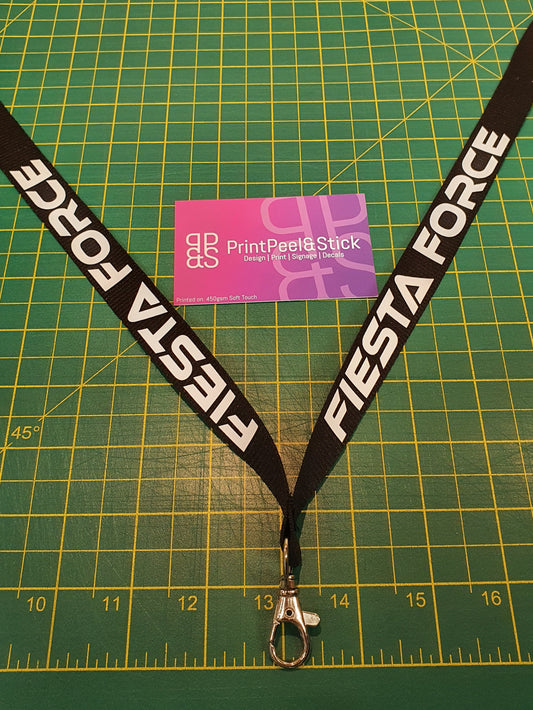 FIESTA FORCE
FIESTA FORCE
PP
&S
PrintPeel&Stick
Design | Print | Signage | Decals
Printed on: 450gsm Soft Touch
45°
10
11
12
13
14
15
16